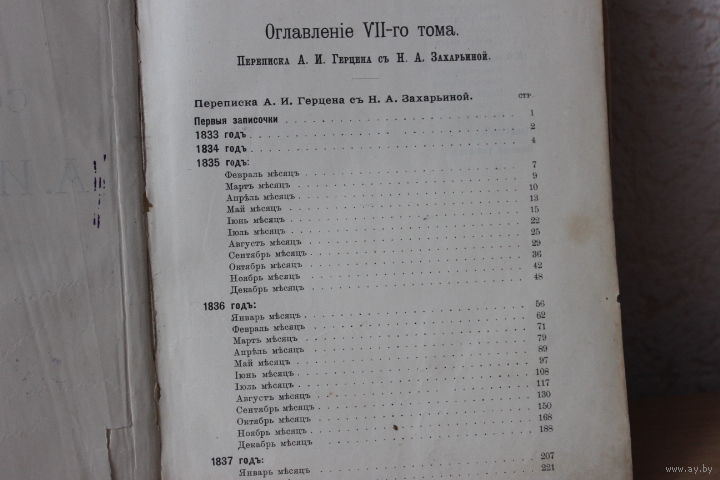 С
А. И
Оглавленіе VII-го тома.
Переписка А. И. Герцена съ Н. А. Захарьиной.
стр.
Переписка А. И. Герцена съ Н. А. Захарьиной.
Первыя записочки 1
1833 годъ 2
1834 годъ 4
1835 годъ:
Февраль мѣсяцъ 7
Мартъ мѣсяцъ 9
Апрѣль мѣсяцъ 10
Май мѣсяцъ 13
Іюнь мѣсяцъ 15
Іюль мѣсяцъ 22
Августъ мѣсяцъ 25
Сентябрь мѣсяцъ 29
Октябрь мѣсяцъ 36
Ноябрь мѣсяцъ 42
Декабрь мѣсяцъ 48
1836 годъ:
Январь мѣсяцъ 56
Февраль мѣсяцъ 62
Мартъ мѣсяцъ 71
Апрѣль мѣсяцъ 79
Май мѣсяцъ 89
Іюнь мѣсяцъ 97
Іюль мѣсяцъ 108
Августъ мѣсяцъ 117
Сентябрь мѣсяцъ 130
Октябрь мѣсяцъ 150
Ноябрь мѣсяцъ 168
Декабрь мѣсяцъ 188
1837 годъ:
Январь мѣсяцъ 207
221
www.ay.by